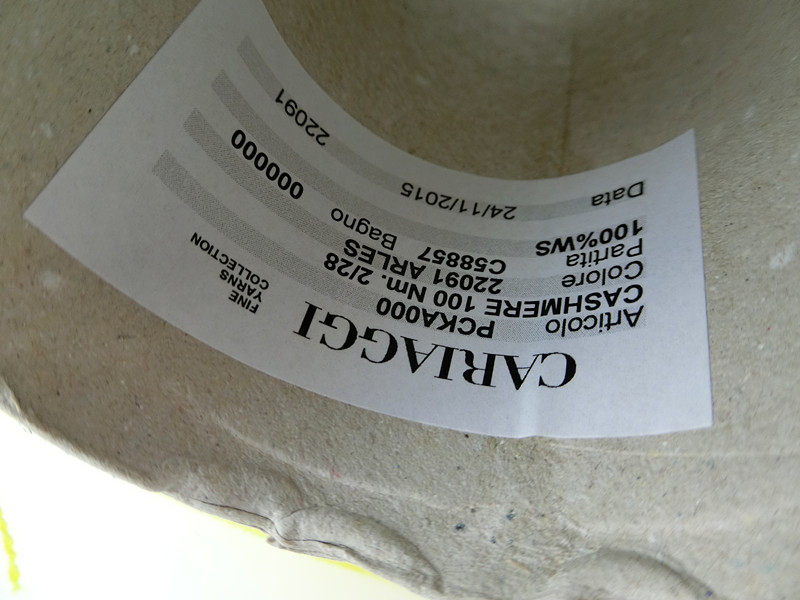 CARIAGGI
FINE
YARNS
COLLECTION
Articolo PCKA000
CASHMERE 100 Nm. 2/28
Colore 22091 ARLES
Partita C58857 Bagno 000000
100%WS
Data 24/11/2015 22091